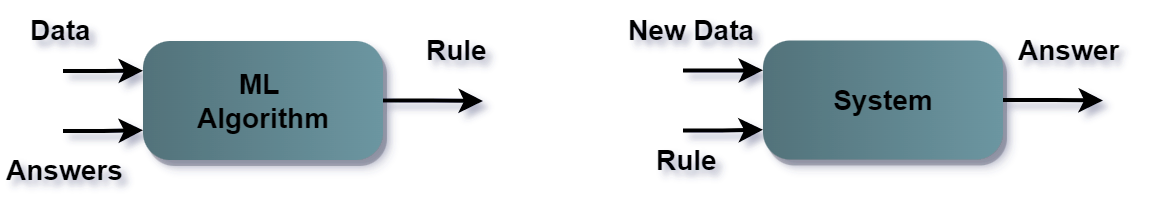 Data
Answers
ML
Algorithm
Rule
New Data
Rule
System
Answer